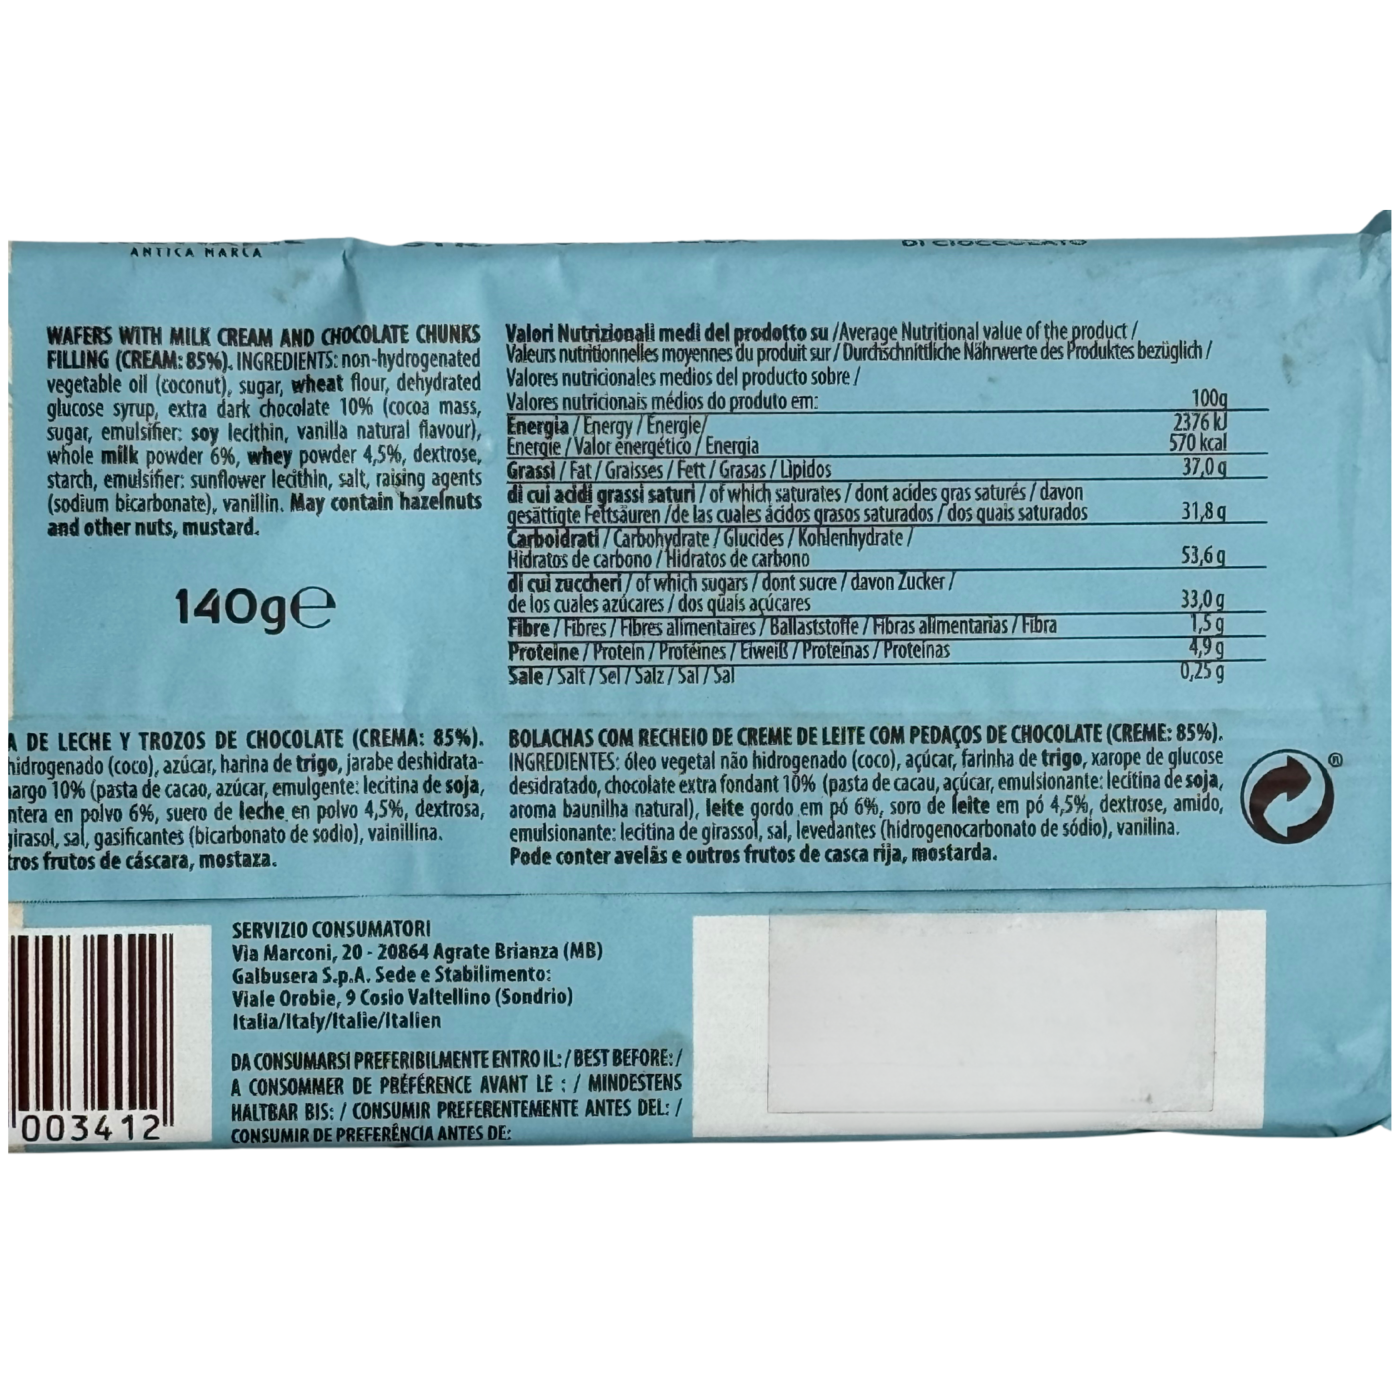 ANTICA MARCA
DI CIOCCOLATO
WAFERS WITH MILK CREAM AND CHOCOLATE CHUNKS
FILLING (CREAM: 85%). INGREDIENTS: non-hydrogenated
vegetable oil (coconut), sugar, wheat flour, dehydrated
glucose syrup, extra dark chocolate 10% (cocoa mass,
sugar, emulsifier: soy lecithin, vanilla natural flavour),
whole milk powder 6%, whey powder 4,5%, dextrose,
starch, emulsifier: sunflower lecithin, salt, raising agents
(sodium bicarbonate), vanillin. May contain hazelnuts
and other nuts, mustard.
140g℮
Valori Nutrizionali medi del prodotto su /Average Nutritional value of the product /
Valeurs nutritionnelles moyennes du produit sur / Durchschnittliche Nährwerte des Produktes bezüglich /
Valores nutricionales medios del producto sobre /
Valores nutricionais médios do produto em: 100g
Energia / Energy / Energie/ 2376 kJ
Energie / Valor energético / Energia 570 kcal
Grassi / Fat / Graisses / Fett / Grasas / Lipidos 37,0 g
di cui acidi grassi saturi / of which saturates / dont acides gras saturés / davon
gesättigte Fettsäuren /de las cuales ácidos grasos saturados / dos quais saturados 31,8 g
Carboidrati / Carbohydrate / Glucides / Kohlenhydrate /
Hidratos de carbono / Hidratos de carbono 53,6 g
di cui zuccheri / of which sugars / dont sucre / davon Zucker /
de los cuales azúcares / dos quais açúcares 33,0 g
Fibre / Fibres / Fibres alimentaires / Ballaststoffe / Fibras alimentarias / Fibra 1,5 g
Proteine / Protein / Protéines / Eiweiß / Proteínas / Proteínas 4,9 g
Sale / Salt / Sel / Salz / Sal / Sal 0,25 g
A DE LECHE Y TROZOS DE CHOCOLATE (CREMA: 85%).
hidrogenado (coco), azúcar, harina de trigo, jarabe deshidrata-
argo 10% (pasta de cacao, azúcar, emulgente: lecitina de soja,
ntera en polvo 6%, suero de leche en polvo 4,5%, dextrosa,
girasol, sal, gasificantes (bicarbonato de sodio), vainillina.
tros frutos de cáscara, mostaza.
BOLACHAS COM RECHEIO DE CREME DE LEITE COM PEDAÇOS DE CHOCOLATE (CREME: 85%).
INGREDIENTES: óleo vegetal não hidrogenado (coco), açúcar, farinha de trigo, xarope de glucose
desidratado, chocolate extra fondant 10% (pasta de cacau, açúcar, emulsionante: lecitina de soja,
aroma baunilha natural), leite gordo em pó 6%, soro de leite em pó 4,5%, dextrose, amido,
emulsionante: lecitina de girassol, sal, levedantes (hidrogenocarbonato de sódio), vanilina.
Pode conter avelãs e outros frutos de casca rija, mostarda.
®
003412
SERVIZIO CONSUMATORI
Via Marconi, 20 - 20864 Agrate Brianza (MB)
Galbusera S.p.A. Sede e Stabilimento:
Viale Orobie, 9 Cosio Valtellino (Sondrio)
Italia/Italy/Italie/Italien
DA CONSUMARSI PREFERIBILMENTE ENTRO IL: / BEST BEFORE: /
A CONSOMMER DE PRÉFÉRENCE AVANT LE : / MINDESTENS
HALTBAR BIS: / CONSUMIR PREFERENTEMENTE ANTES DEL: /
CONSUMIR DE PREFERÊNCIA ANTES DE: